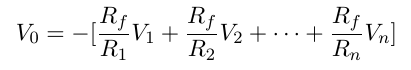 $V_0 = -[\frac{R_f}{R_1}V_1 + \frac{R_f}{R_2}V_2 + \cdots + \frac{R_f}{R_n}V_n]$